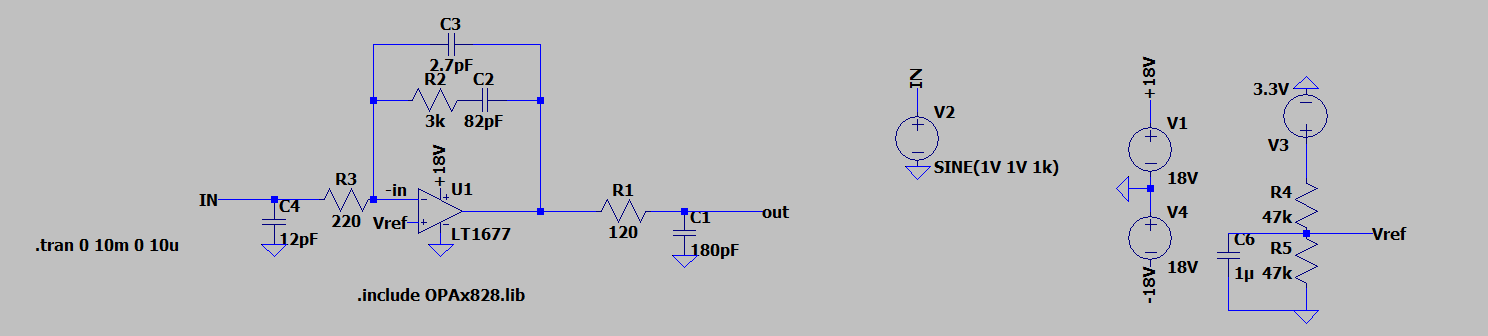 C3
2.7pF
R2
C2
3k
82pF
+18V
IN
C4
12pF
R3
220
-in
U1
Vref
LT1677
R1
120
C1
180pF
out
.tran 0 10m 0 10u
.include OPAx828.lib
IN
V2
SINE(1V 1V 1k)
+18V
V1
18V
V4
18V
-18V
3.3V
V3
R4
47k
Vref
C6
1µ
R5
47k